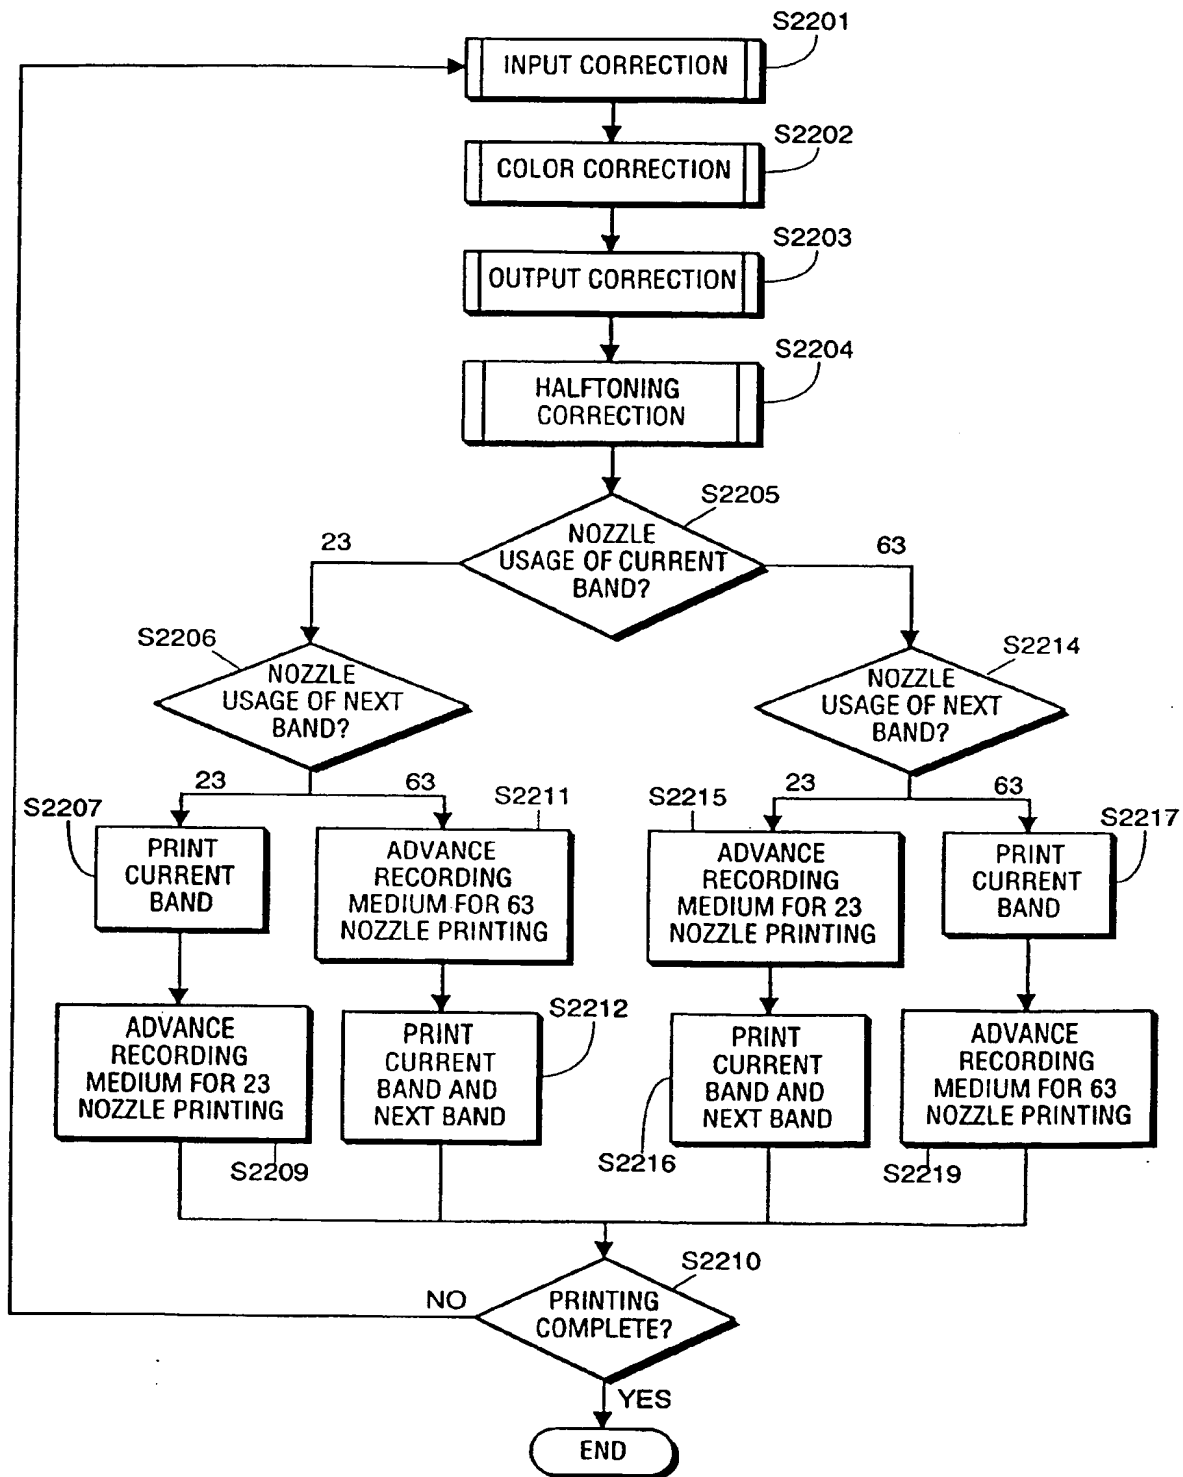 S2201
INPUT CORRECTION
S2202
COLOR CORRECTION
S2203
OUTPUT CORRECTION
S2204
HALFTONING
CORRECTION
S2205
NOZZLE
USAGE OF CURRENT
BAND?
23
63
S2206
NOZZLE
USAGE OF NEXT
BAND?
S2214
NOZZLE
USAGE OF NEXT
BAND?
23
63
23
63
S2207
PRINT
CURRENT
BAND
S2211
ADVANCE
RECORDING
MEDIUM FOR 63
NOZZLE PRINTING
S2215
ADVANCE
RECORDING
MEDIUM FOR 23
NOZZLE PRINTING
S2217
PRINT
CURRENT
BAND
ADVANCE
RECORDING
MEDIUM FOR 23
NOZZLE PRINTING
S2209
S2212
PRINT
CURRENT
BAND AND
NEXT BAND
PRINT
CURRENT
BAND AND
NEXT BAND
S2216
ADVANCE
RECORDING
MEDIUM FOR 63
NOZZLE PRINTING
S2219
S2210
PRINTING
COMPLETE?
NO
YES
END